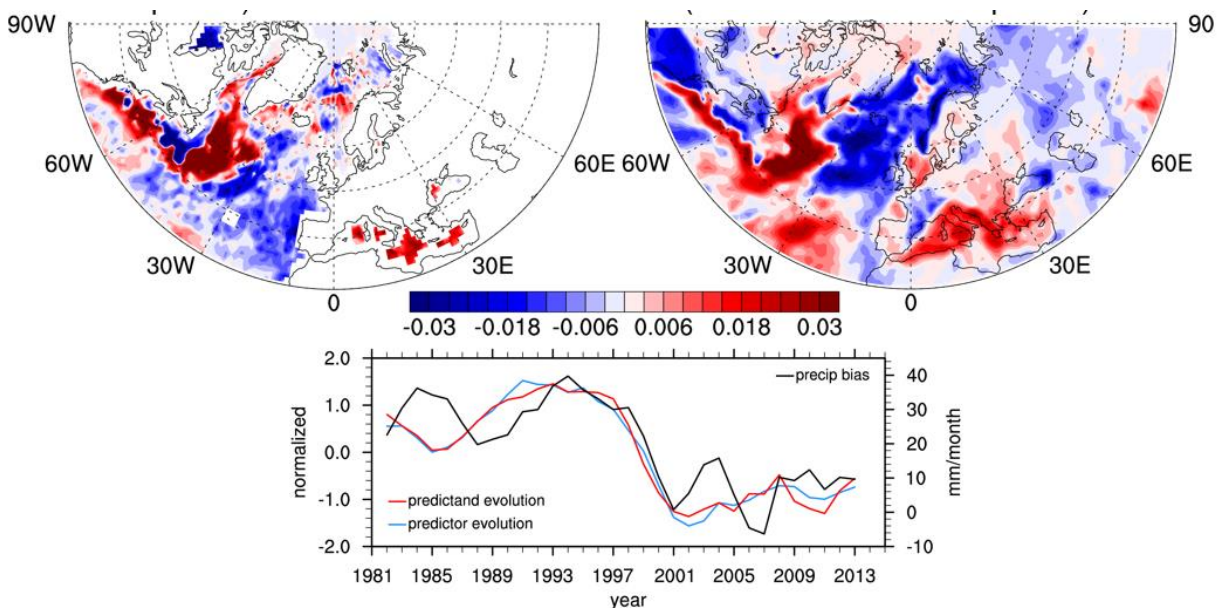 90W
90
60W
60E
60W
60E
30W
30E
30W
30E
0
0
-0.03 -0.018 -0.006 0.006 0.018 0.03
2.0
1.0
0.0
-1.0
-2.0
normalized
precip bias
predictand evolution
predictor evolution
40
30
20
10
0
-10
mm/month
1981 1985 1989 1993 1997 2001 2005 2009 2013
year